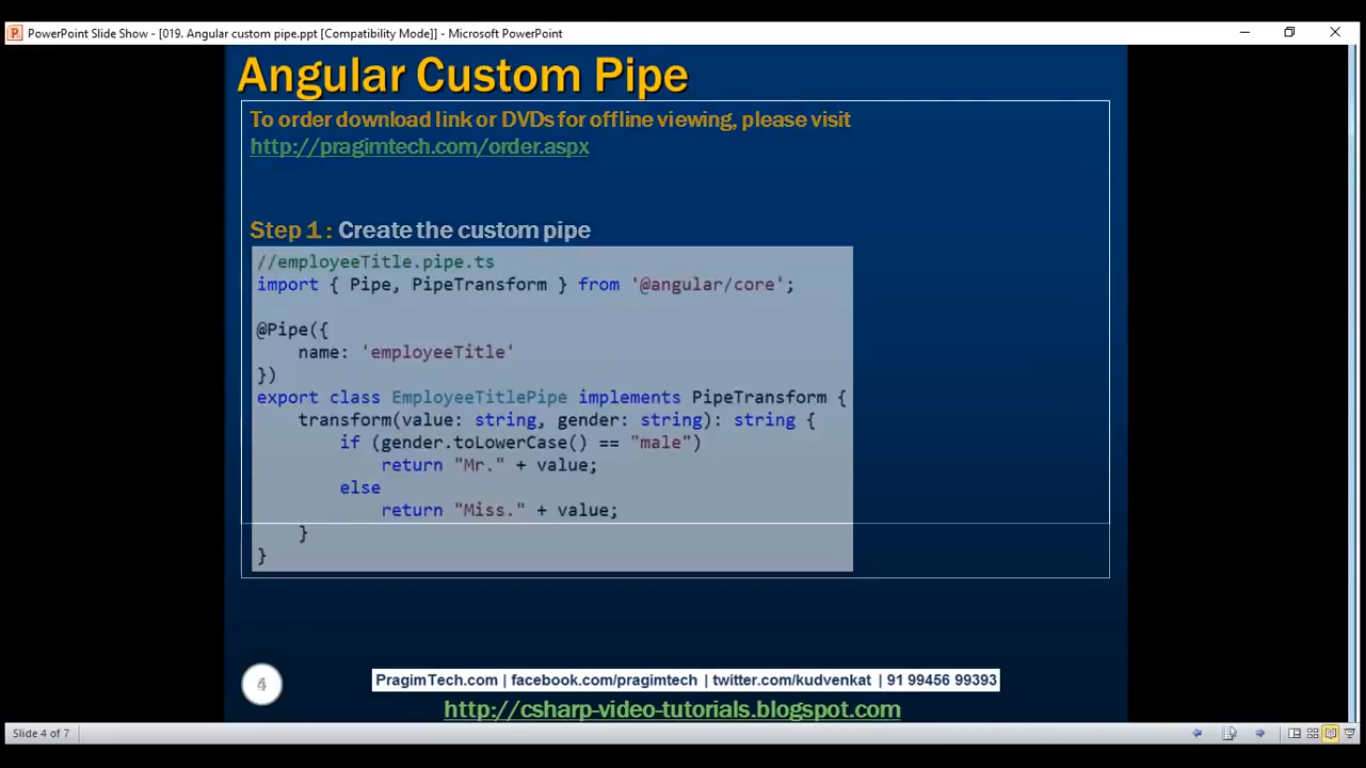 PowerPoint Slide Show - [019. Angular custom pipe.ppt [Compatibility Mode]] - Microsoft PowerPoint
Angular Custom Pipe
To order download link or DVDs for offline viewing, please visit
http://pragimtech.com/order.aspx
Step 1 : Create the custom pipe
//employeeTitle.pipe.ts
import { Pipe, PipeTransform } from '@angular/core';
@Pipe({
    name: 'employeeTitle'
})
export class EmployeeTitlePipe implements PipeTransform {
    transform(value: string, gender: string): string {
        if (gender.toLowerCase() == "male")
            return "Mr." + value;
        else
            return "Miss." + value;
    }
}
4
PragimTech.com | facebook.com/pragimtech | twitter.com/kudvenkat | 91 99456 99393
http://csharp-video-tutorials.blogspot.com
Slide 4 of 7